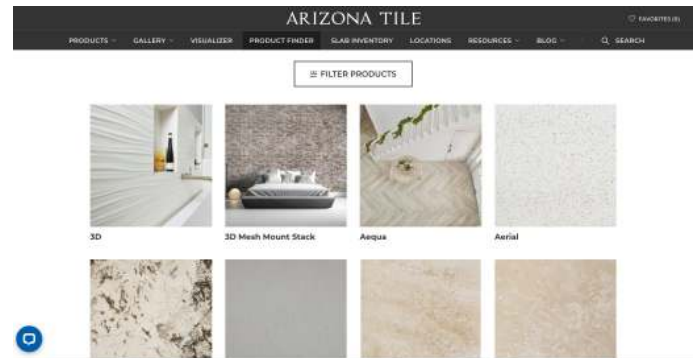 ARIZONA TILE
FAVORITES (0)
PRODUCTS GALLERY VISUALIZER PRODUCT FINDER SLAB INVENTORY LOCATIONS RESOURCES BLOG SEARCH
FILTER PRODUCTS
3D 3D Mesh Mount Stack Aequa Aerial